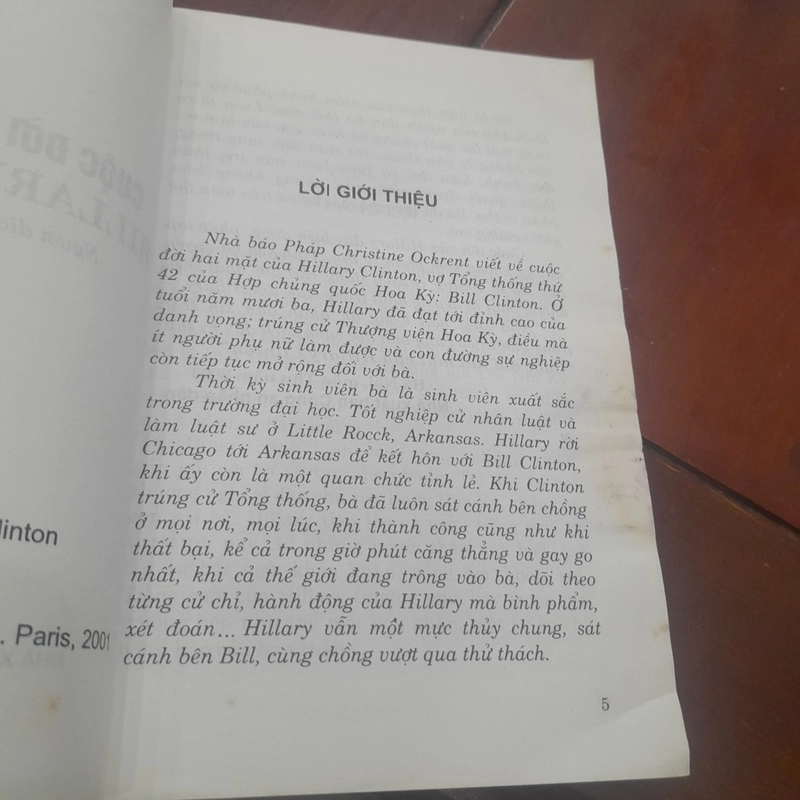 CUỘC ĐỜI
HILLAR
Người đà
linton
. Paris, 2001
LỜI GIỚI THIỆU
Nhà báo Pháp Christine Ockrent viết về cuộc
đời hai mặt của Hillary Clinton, vợ Tổng thống thứ
42 của Hợp chủng quốc Hoa Kỳ: Bill Clinton. Ở
tuổi năm mươi ba, Hillary đã đạt tới đỉnh cao của
danh vọng; trúng cử Thượng viện Hoa Kỳ, điều mà
ít người phụ nữ làm được và con đường sự nghiệp
còn tiếp tục mở rộng đối với bà.
Thời kỳ sinh viên bà là sinh viên xuất sắc
trong trường đại học. Tốt nghiệp cử nhân luật và
làm luật sư ở Little Rocck, Arkansas. Hillary rời
Chicago tới Arkansas để kết hôn với Bill Clinton,
khi ấy còn là một quan chức tỉnh lẻ. Khi Clinton
trúng cử Tổng thống, bà đã luôn sát cánh bên chồng
ở mọi nơi, mọi lúc, khi thành công cũng như khi
thất bại, kể cả trong giờ phút căng thẳng và gay go
nhất, khi cả thế giới đang trông vào bà, dõi theo
từng cử chỉ, hành động của Hillary mà bình phẩm,
xét đoán... Hillary vẫn một mực thủy chung, sát
cánh bên Bill, cùng chồng vượt qua thử thách.
5